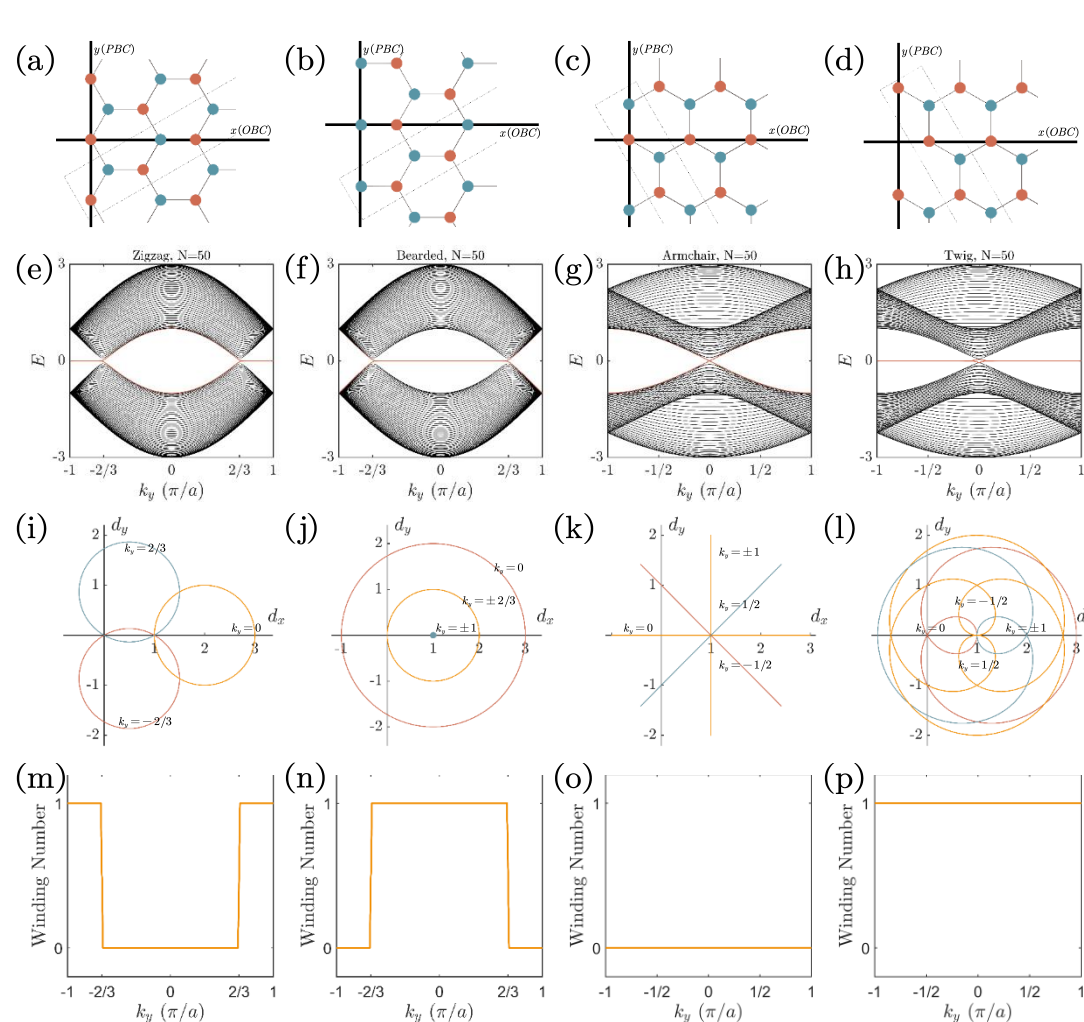 (a) y(PBC) x(OBC)
(b) y(PBC) x(OBC)
(c) y(PBC) x(OBC)
(d) y(PBC) x(OBC)
(e) Zigzag, N=50
3
0
-3
E
-1 -2/3 0 2/3 1
k_y (π/a)
(f) Bearded, N=50
3
0
-3
E
-1 -2/3 0 2/3 1
k_y (π/a)
(g) Armchair, N=50
3
0
-3
E
-1 -1/2 0 1/2 1
k_y (π/a)
(h) Twig, N=50
3
0
-3
E
-1 -1/2 0 1/2 1
k_y (π/a)
(i) d_y
2
k_y=2/3
1
d_x
k_y=0
0 1 2 3
-1
k_y=-2/3
-2
(j) d_y
2
k_y=0
1
k_y=±2/3
d_x
k_y=±1
0 1 2 3
-1
-2
(k) d_y
2
k_y=±1
1
k_y=1/2
d_x
k_y=0
0 1 2 3
k_y=-1/2
-1
-2
(l) d_y
2
1
k_y=-1/2
d
k_y=0 k_y=±1
0 1 2 3
k_y=1/2
-1
-2
(m) Winding Number
1
0
-1 -2/3 0 2/3 1
k_y (π/a)
(n) Winding Number
1
0
-1 -2/3 0 2/3 1
k_y (π/a)
(o) Winding Number
1
0
-1 -1/2 0 1/2 1
k_y (π/a)
(p) Winding Number
1
0
-1 -1/2 0 1/2 1
k_y (π/a)